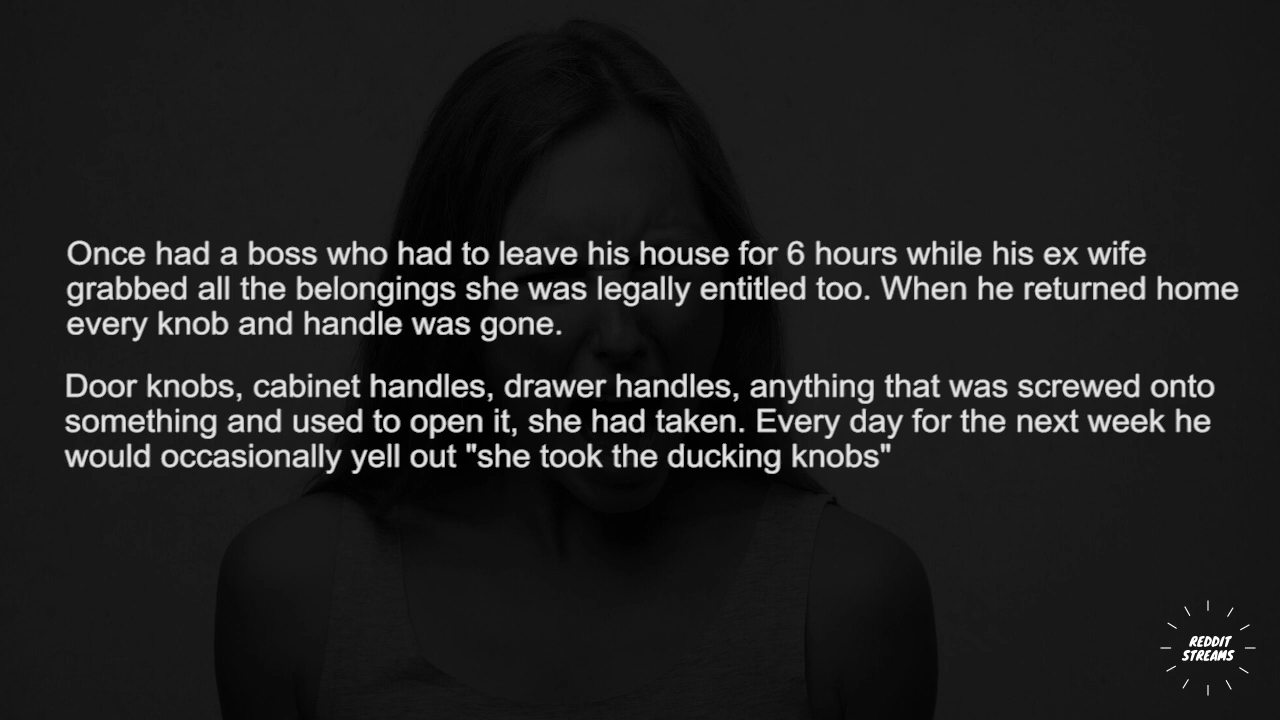 Once had a boss who had to leave his house for 6 hours while his ex wife
grabbed all the belongings she was legally entitled too. When he returned home
every knob and handle was gone.
Door knobs, cabinet handles, drawer handles, anything that was screwed onto
something and used to open it, she had taken. Every day for the next week he
would occasionally yell out "she took the ducking knobs"
REDDIT
STREAMS